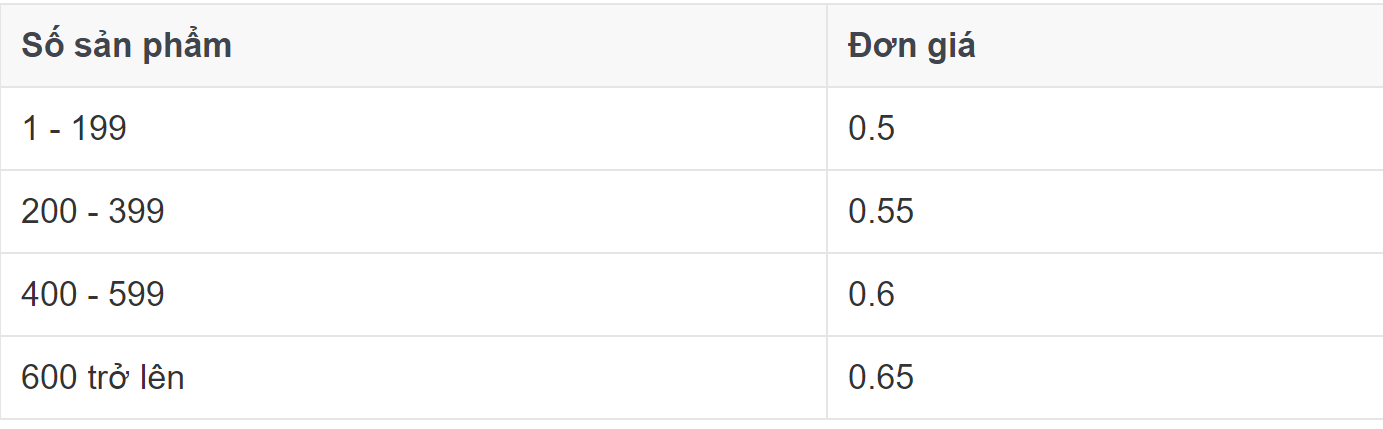 Số sản phẩm Đơn giá
1 - 199 0.5
200 - 399 0.55
400 - 599 0.6
600 trở lên 0.65